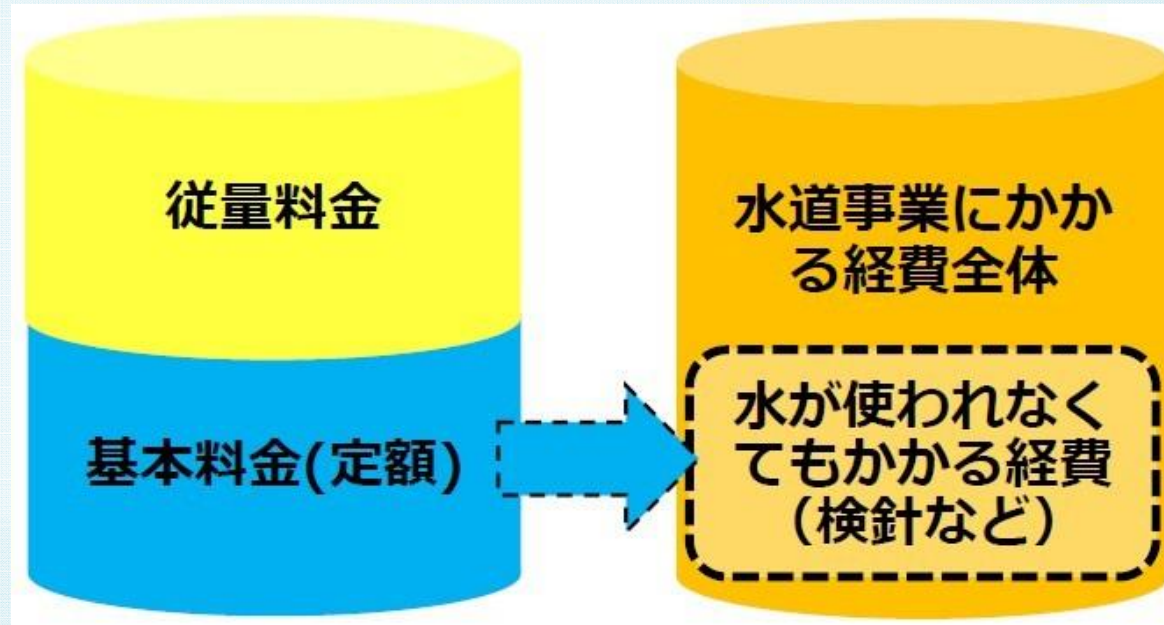 従量料金
基本料金(定額)
水道事業にかか
る経費全体
水が使われなく
てもかかる経費
（検針など）